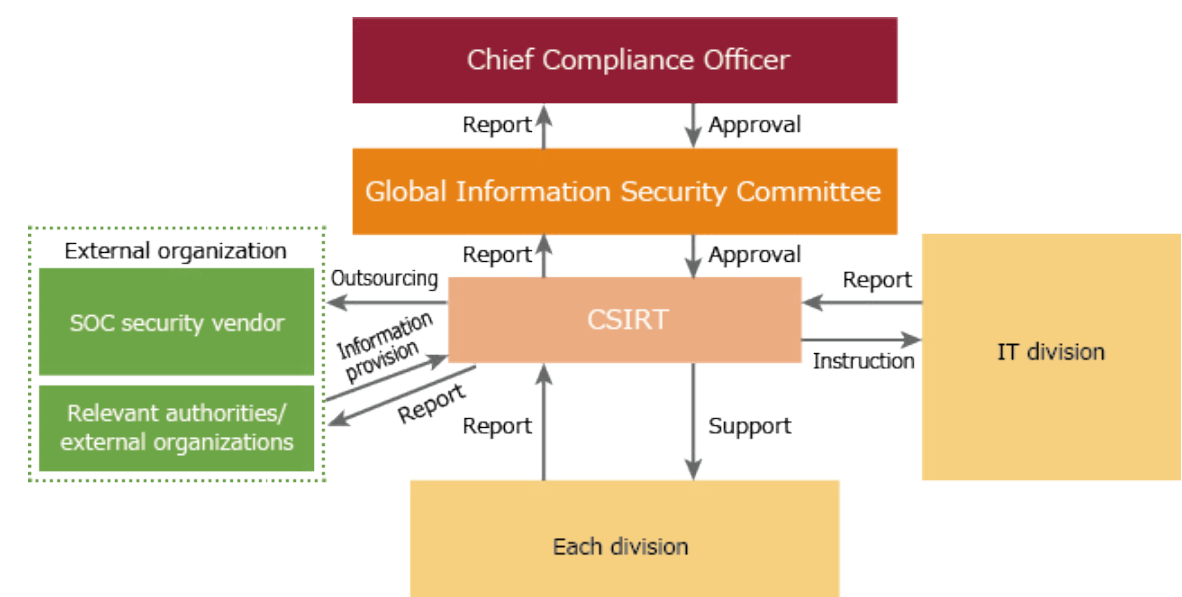 Chief Compliance Officer
Report
Approval
Global Information Security Committee
Report
Approval
External organization
SOC security vendor
Relevant authorities/
external organizations
Outsourcing
Information
provision
Report
CSIRT
Report
Instruction
IT division
Report
Support
Each division